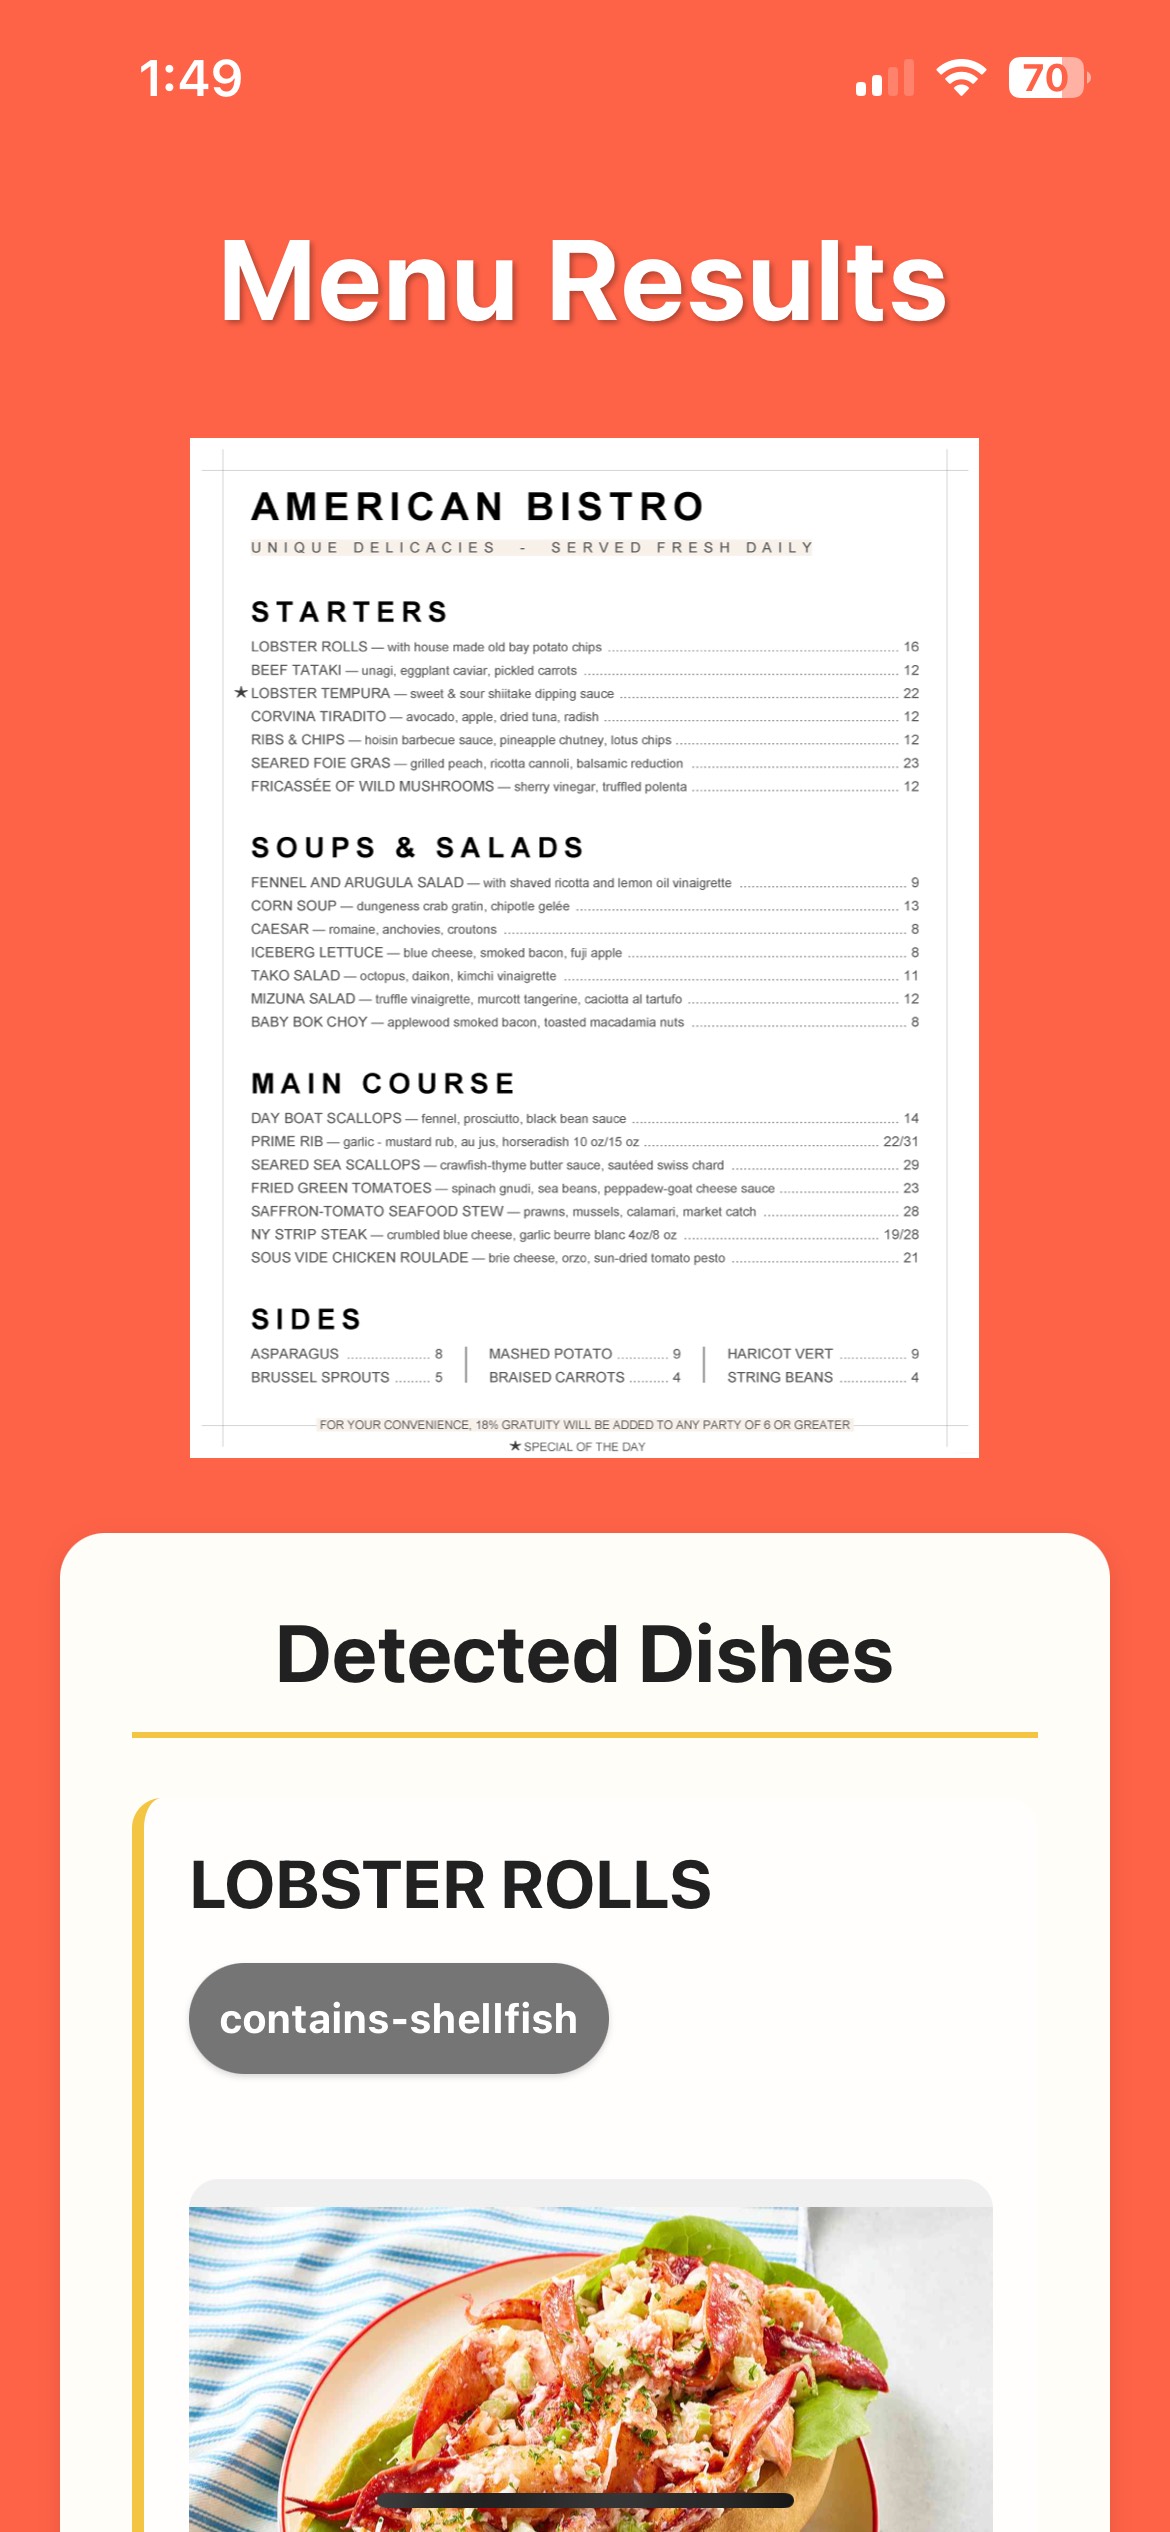 1:49
70
Menu Results
AMERICAN BISTRO
UNIQUE DELICACIES - SERVED FRESH DAILY
STARTERS
LOBSTER ROLLS — with house made old bay potato chips 16
BEEF TATAKI — unagi, eggplant caviar, pickled carrots 12
★ LOBSTER TEMPURA — sweet & sour shiitake dipping sauce 22
CORVINA TIRADITO — avocado, apple, dried tuna, radish 12
RIBS & CHIPS — hoisin barbecue sauce, pineapple chutney, lotus chips 12
SEARED FOIE GRAS — grilled peach, ricotta cannoli, balsamic reduction 23
FRICASSÉE OF WILD MUSHROOMS — sherry vinegar, truffled polenta 12
SOUPS & SALADS
FENNEL AND ARUGULA SALAD — with shaved ricotta and lemon oil vinaigrette 9
CORN SOUP — dungeness crab gratin, chipotle gelée 13
CAESAR — romaine, anchovies, croutons 8
ICEBERG LETTUCE — blue cheese, smoked bacon, fuji apple 8
TAKO SALAD — octopus, daikon, kimchi vinaigrette 11
MIZUNA SALAD — truffle vinaigrette, murcott tangerine, caciotta al tartufo 12
BABY BOK CHOY — applewood smoked bacon, toasted macadamia nuts 8
MAIN COURSE
DAY BOAT SCALLOPS — fennel, prosciutto, black bean sauce 14
PRIME RIB — garlic - mustard rub, au jus, horseradish 10 oz/15 oz 22/31
SEARED SEA SCALLOPS — crawfish-thyme butter sauce, sautéed swiss chard 29
FRIED GREEN TOMATOES — spinach gnudi, sea beans, peppadew-goat cheese sauce 23
SAFFRON-TOMATO SEAFOOD STEW — prawns, mussels, calamari, market catch 28
NY STRIP STEAK — crumbled blue cheese, garlic beurre blanc 4oz/8 oz 19/28
SOUS VIDE CHICKEN ROULADE — brie cheese, orzo, sun-dried tomato pesto 21
SIDES
ASPARAGUS 8 MASHED POTATO 9 HARICOT VERT 9
BRUSSEL SPROUTS 5 BRAISED CARROTS 4 STRING BEANS 4
FOR YOUR CONVENIENCE, 18% GRATUITY WILL BE ADDED TO ANY PARTY OF 6 OR GREATER
★ SPECIAL OF THE DAY
Detected Dishes
LOBSTER ROLLS
contains-shellfish